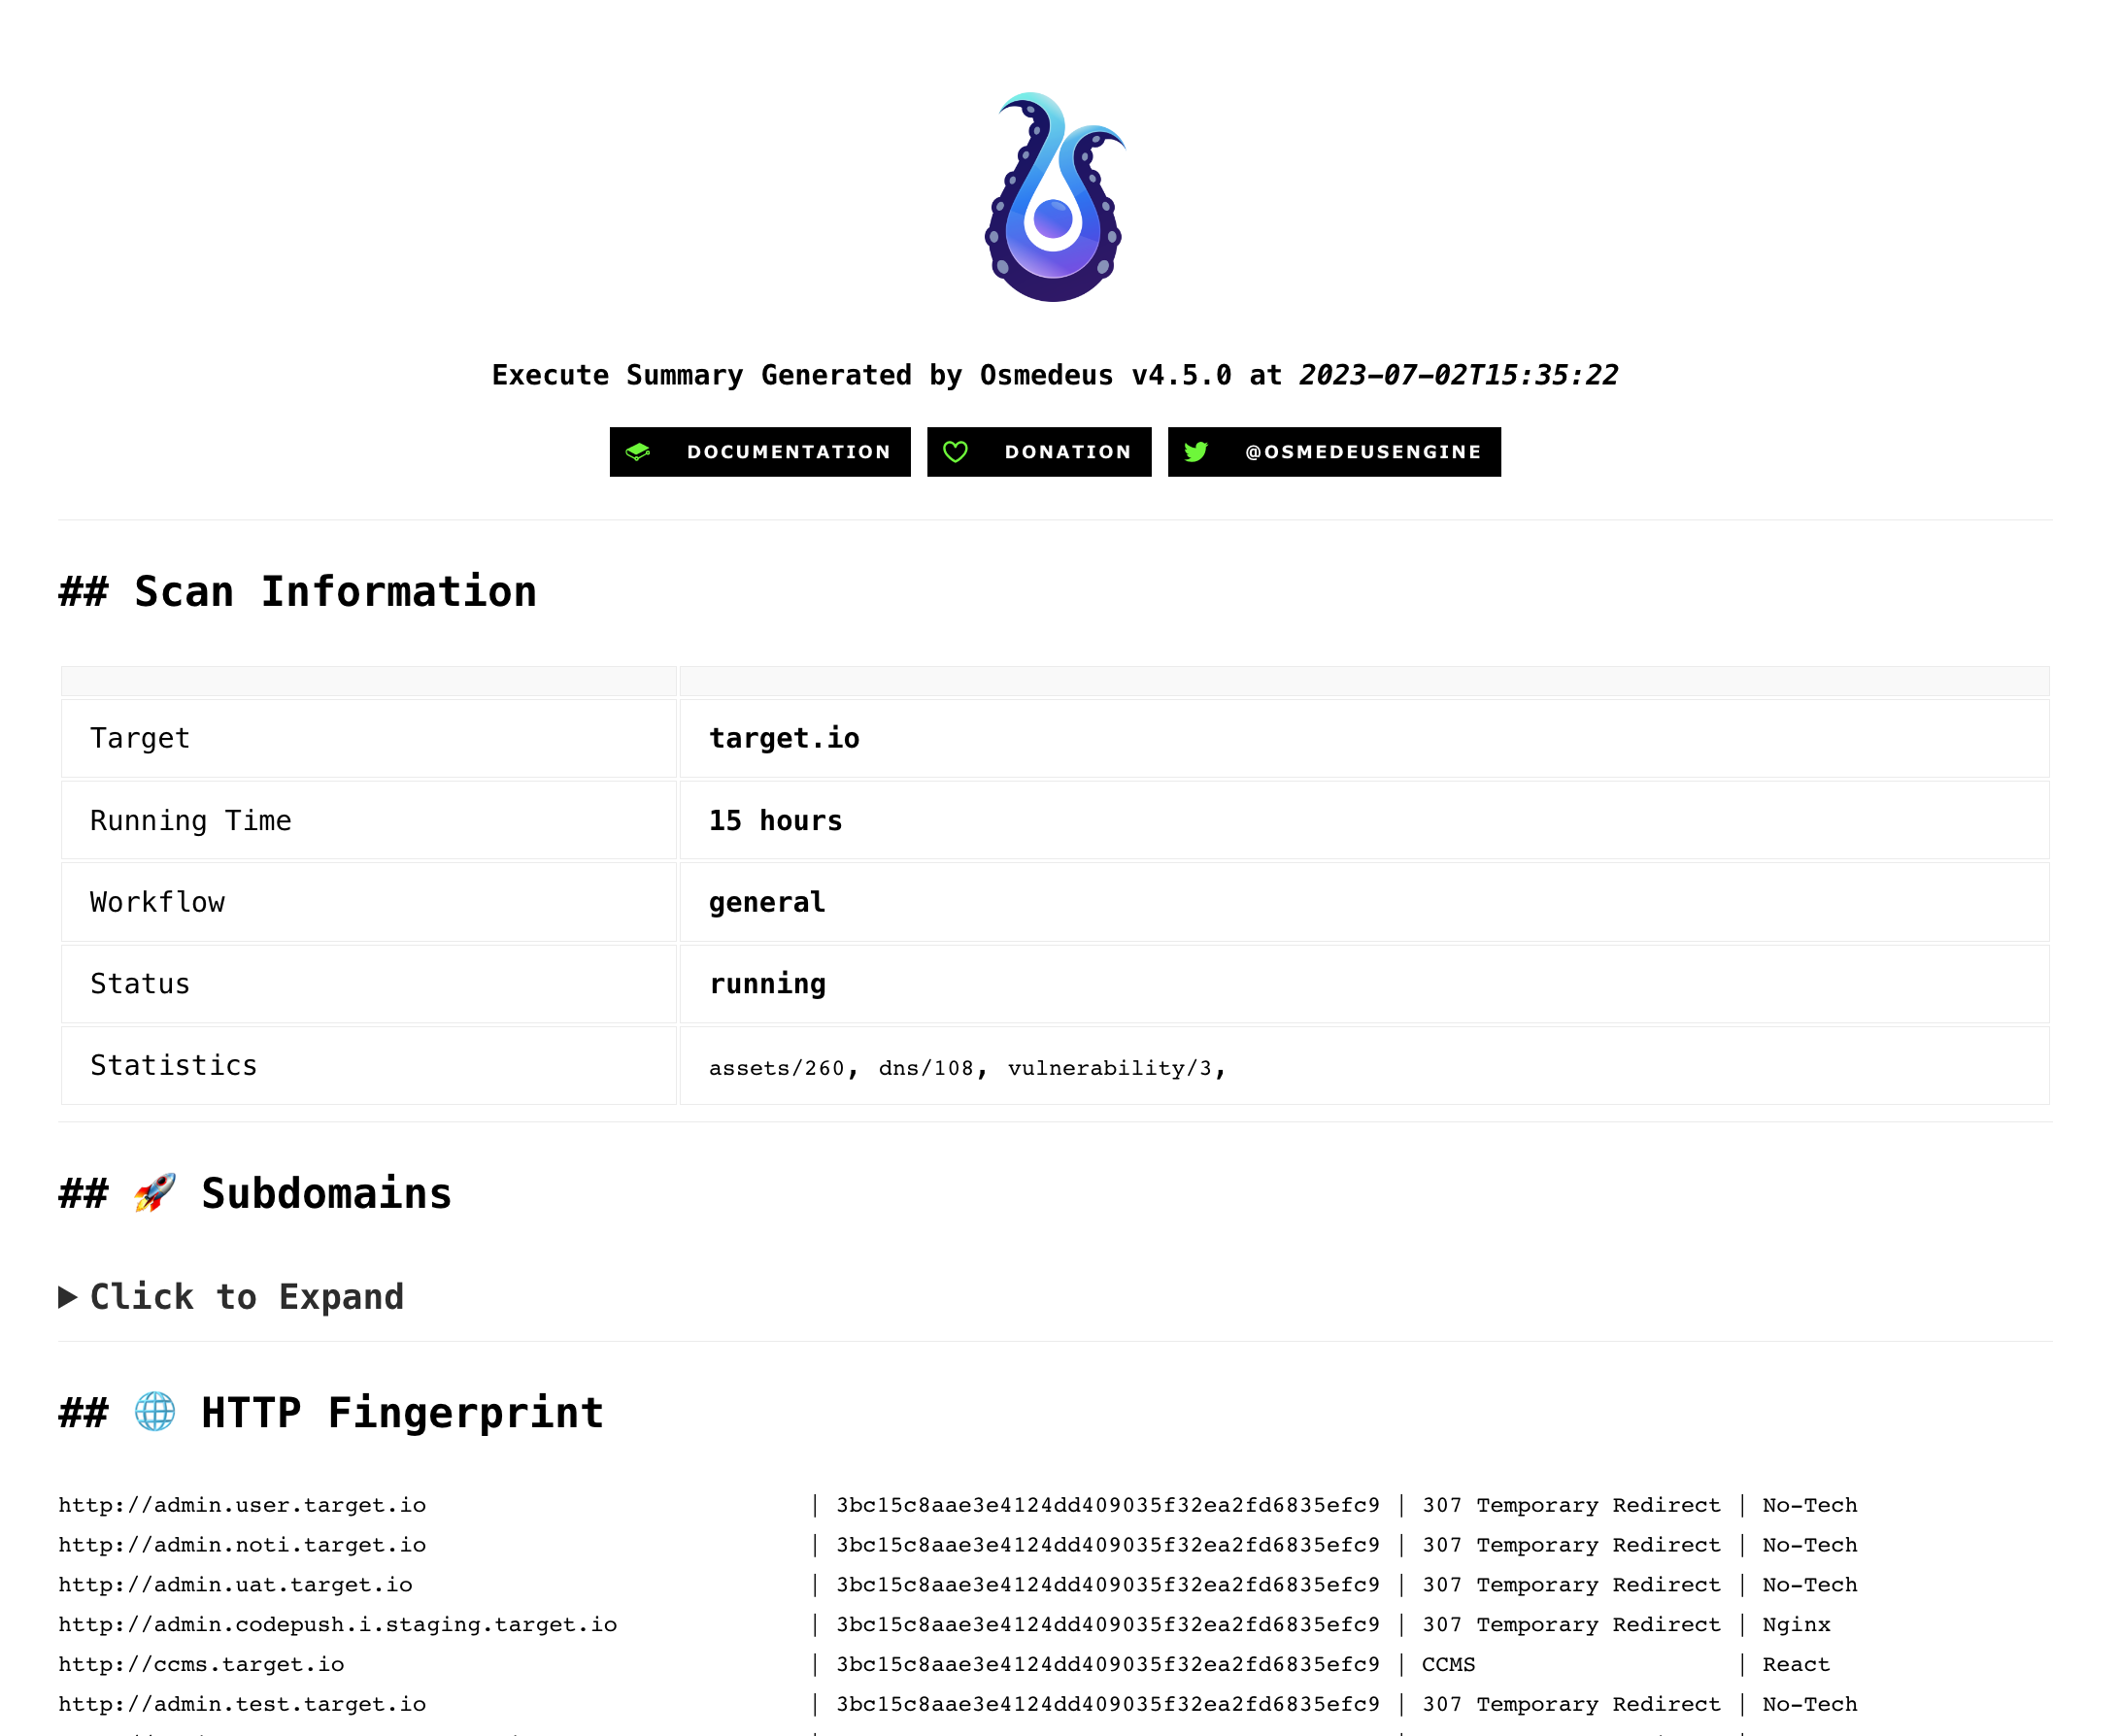 Execute Summary Generated by Osmedeus v4.5.0 at 2023-07-02T15:35:22
DOCUMENTATION DONATION @OSMEDEUSENGINE
## Scan Information
Target target.io
Running Time 15 hours
Workflow general
Status running
Statistics assets/260, dns/108, vulnerability/3,
## 🚀 Subdomains
▶ Click to Expand
## 🌐 HTTP Fingerprint
http://admin.user.target.io | 3bc15c8aae3e4124dd409035f32ea2fd6835efc9 | 307 Temporary Redirect | No-Tech
http://admin.noti.target.io | 3bc15c8aae3e4124dd409035f32ea2fd6835efc9 | 307 Temporary Redirect | No-Tech
http://admin.uat.target.io | 3bc15c8aae3e4124dd409035f32ea2fd6835efc9 | 307 Temporary Redirect | No-Tech
http://admin.codepush.i.staging.target.io | 3bc15c8aae3e4124dd409035f32ea2fd6835efc9 | 307 Temporary Redirect | Nginx
http://ccms.target.io | 3bc15c8aae3e4124dd409035f32ea2fd6835efc9 | CCMS | React
http://admin.test.target.io | 3bc15c8aae3e4124dd409035f32ea2fd6835efc9 | 307 Temporary Redirect | No-Tech